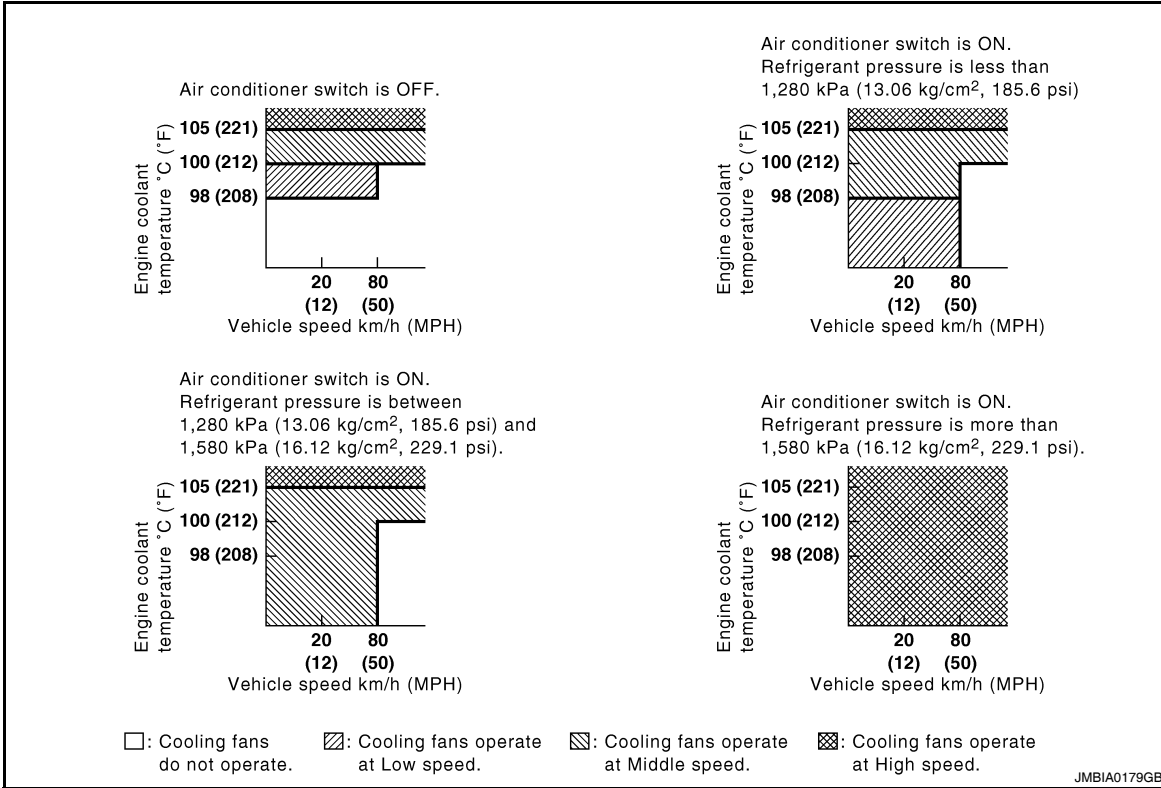 Air conditioner switch is OFF.
Engine coolant
temperature ˚C (˚F)
105 (221)
100 (212)
98 (208)
20
(12)
80
(50)
Vehicle speed km/h (MPH)
Air conditioner switch is ON.
Refrigerant pressure is less than
1,280 kPa (13.06 kg/cm², 185.6 psi)
Engine coolant
temperature ˚C (˚F)
105 (221)
100 (212)
98 (208)
20
(12)
80
(50)
Vehicle speed km/h (MPH)
Air conditioner switch is ON.
Refrigerant pressure is between
1,280 kPa (13.06 kg/cm², 185.6 psi) and
1,580 kPa (16.12 kg/cm², 229.1 psi).
Engine coolant
temperature ˚C (˚F)
105 (221)
100 (212)
98 (208)
20
(12)
80
(50)
Vehicle speed km/h (MPH)
Air conditioner switch is ON.
Refrigerant pressure is more than
1,580 kPa (16.12 kg/cm², 229.1 psi).
Engine coolant
temperature ˚C (˚F)
105 (221)
100 (212)
98 (208)
20
(12)
80
(50)
Vehicle speed km/h (MPH)
: Cooling fans
do not operate.
: Cooling fans operate
at Low speed.
: Cooling fans operate
at Middle speed.
: Cooling fans operate
at High speed.
JMBIA0179GB